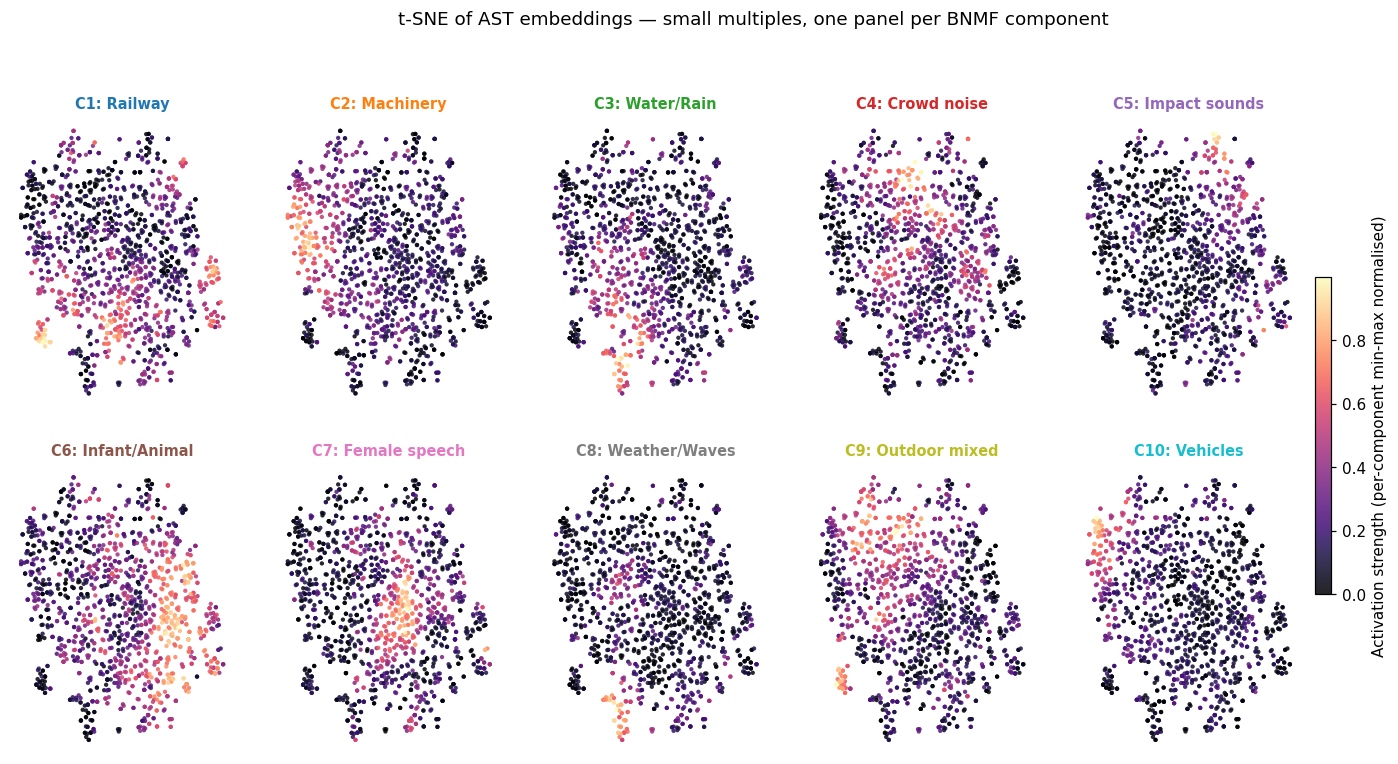 t-SNE of AST embeddings — small multiples, one panel per BNMF component
C1: Railway
C2: Machinery
C3: Water/Rain
C4: Crowd noise
C5: Impact sounds
C6: Infant/Animal
C7: Female speech
C8: Weather/Waves
C9: Outdoor mixed
C10: Vehicles
0.8
0.6
0.4
0.2
0.0
Activation strength (per-component min-max normalised)